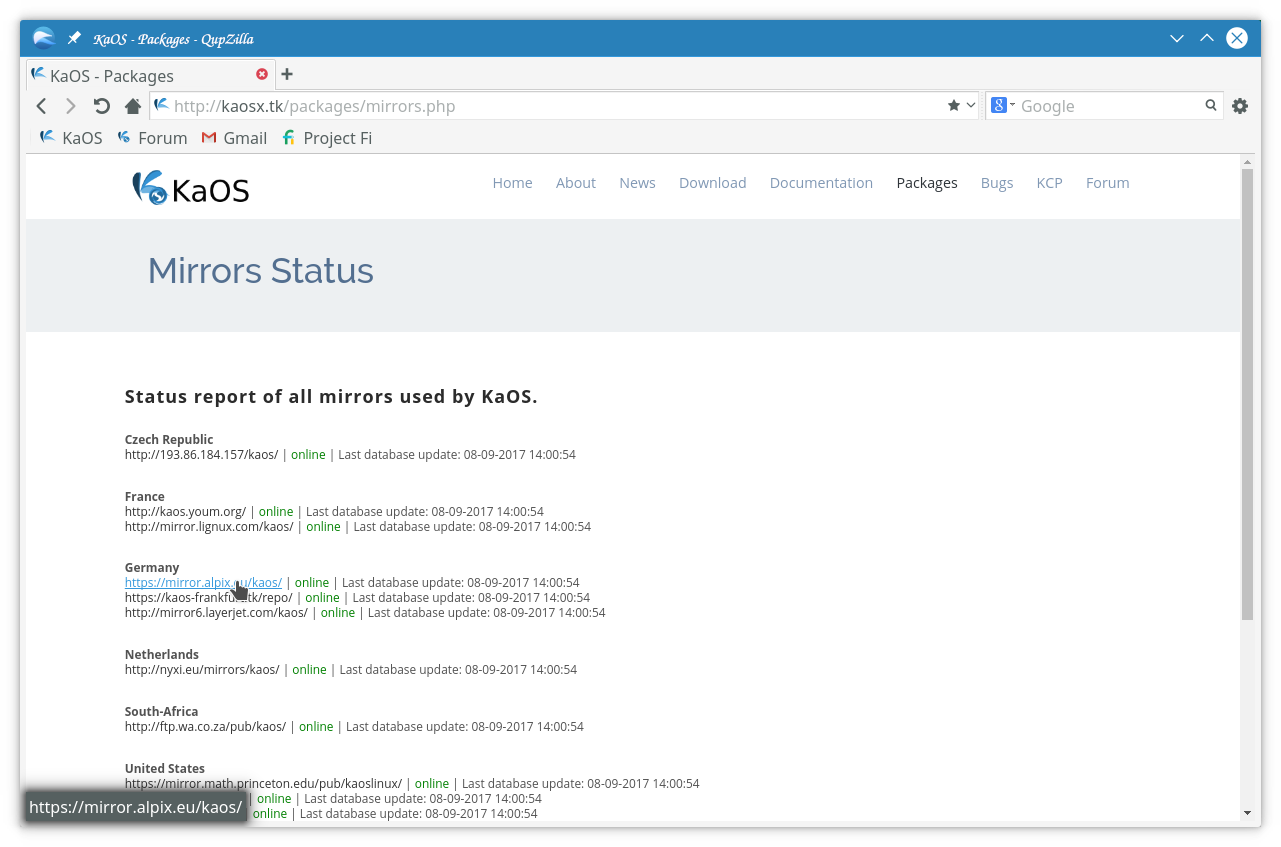 KaOS - Packages - QupZilla
KaOS - Packages
http://kaosx.tk/packages/mirrors.php
Google
KaOS Forum Gmail Project Fi
KaOS
Home About News Download Documentation Packages Bugs KCP Forum
Mirrors Status
Status report of all mirrors used by KaOS.
Czech Republic
http://193.86.184.157/kaos/ | online | Last database update: 08-09-2017 14:00:54
France
http://kaos.youm.org/ | online | Last database update: 08-09-2017 14:00:54
http://mirror.lignux.com/kaos/ | online | Last database update: 08-09-2017 14:00:54
Germany
https://mirror.alpix.eu/kaos/ | online | Last database update: 08-09-2017 14:00:54
| online | Last database update: 08-09-2017 14:00:54
http://mirror6.layerjet.com/kaos/ | online | Last database update: 08-09-2017 14:00:54
Netherlands
http://nyxi.eu/mirrors/kaos/ | online | Last database update: 08-09-2017 14:00:54
South-Africa
http://ftp.wa.co.za/pub/kaos/ | online | Last database update: 08-09-2017 14:00:54
United States
https://mirror.math.princeton.edu/pub/kaoslinux/ | online | Last database update: 08-09-2017 14:00:54
| online | Last database update: 08-09-2017 14:00:54
online | Last database update: 08-09-2017 14:00:54
https://mirror.alpix.eu/kaos/